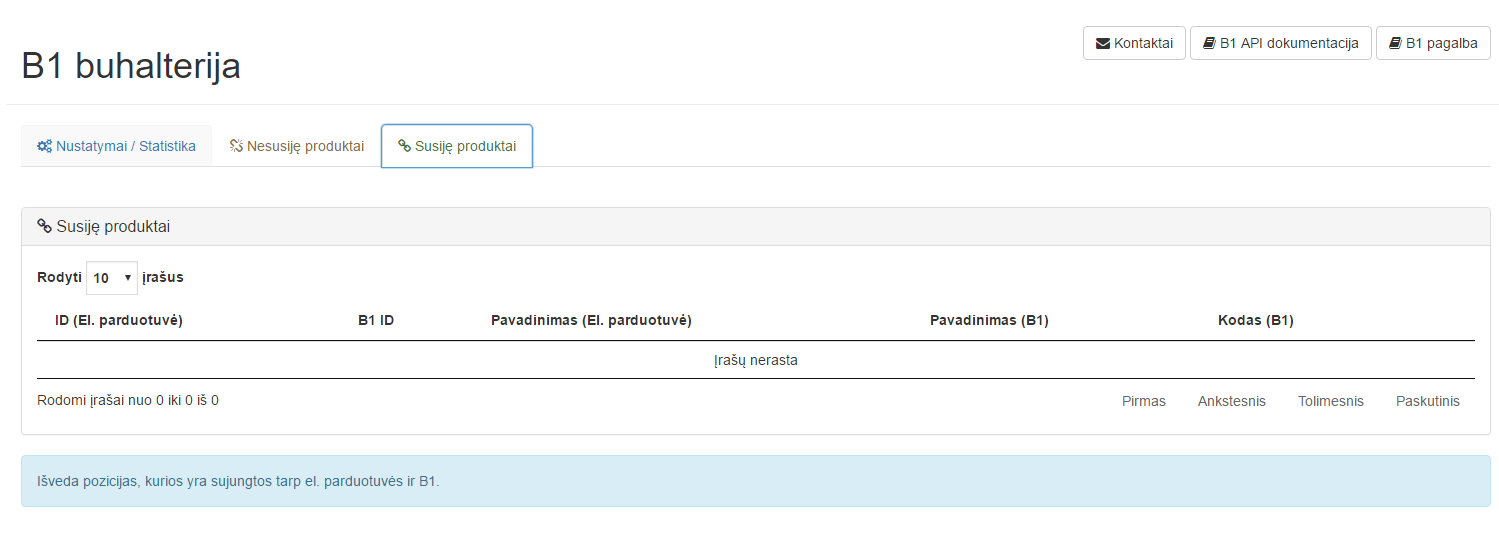 B1 buhalterija
Kontaktai B1 API dokumentacija B1 pagalba
Nustatymai / Statistika Nesusiję produktai Susiję produktai
Susiję produktai
Rodyti 10 įrašus
ID (El. parduotuvė) B1 ID Pavadinimas (El. parduotuvė) Pavadinimas (B1) Kodas (B1)
Įrašų nerasta
Rodomi įrašai nuo 0 iki 0 iš 0 Pirmas Ankstesnis Tolimesnis Paskutinis
Išveda pozicijas, kurios yra sujungtos tarp el. parduotuvės ir B1.